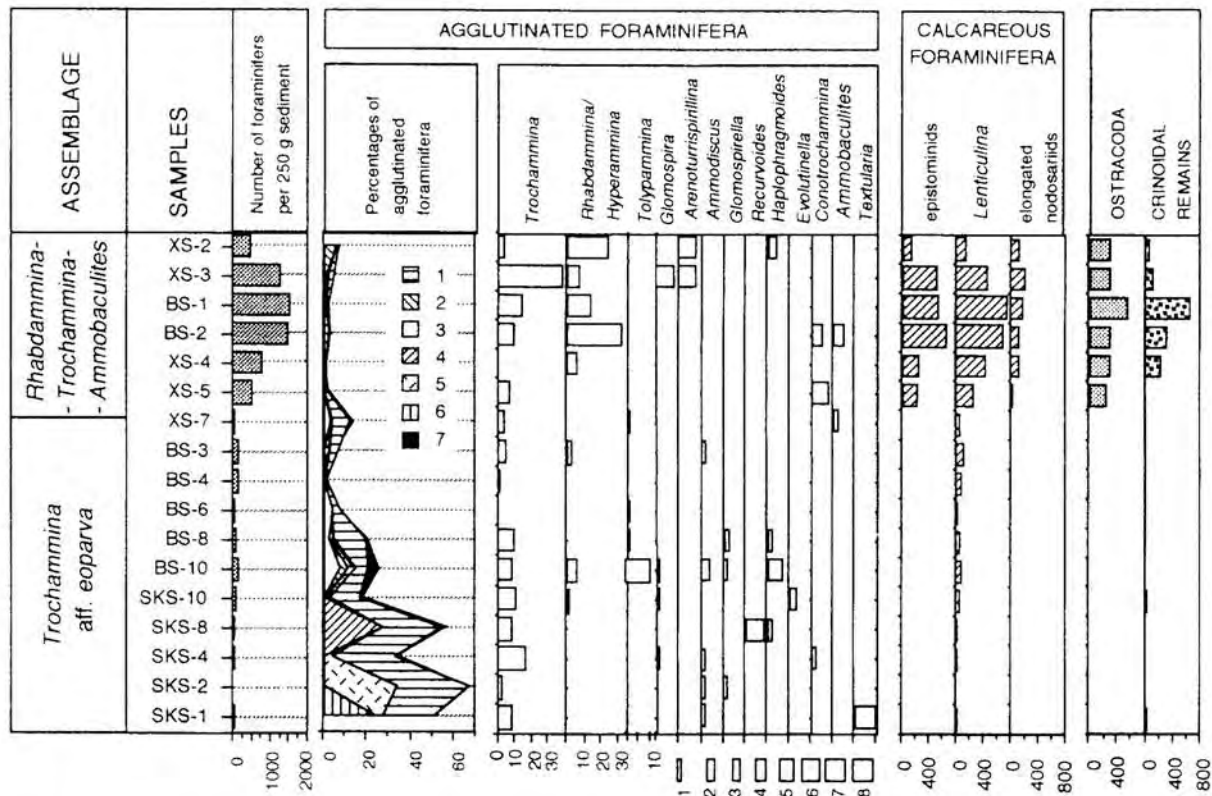 ASSEMBLAGE
SAMPLES
Number of foraminifers
per 250 g sediment
AGGLUTINATED FORAMINIFERA
Percentages of
agglutinated
foraminifera
Trochammina
Rhabdammina/
Hyperammina
Tolypammina
Glomospira
Arenoturrispirillina
Ammodiscus
Glomospirella
Recurvoides
Haplophragmoides
Evolutinella
Conotrochammina
Ammobaculites
Textularia
CALCAREOUS
FORAMINIFERA
epistominids
Lenticulina
elongated
nodosariids
OSTRACODA
CRINOIDAL
REMAINS
Rhabdammina-
- Trochammina-
- Ammobaculites
Trochammina
aff. eoparva
XS-2
XS-3
BS-1
BS-2
XS-4
XS-5
XS-7
BS-3
BS-4
BS-6
BS-8
BS-10
SKS-10
SKS-8
SKS-4
SKS-2
SKS-1
1
2
3
4
5
6
7
0 1000 2000
0 20 40 60
0 10 20 30
0 10 20 30
10
1 2 3 4 5 6 7 8
0 400
0 400
0 400 800
0 400
0 400 800